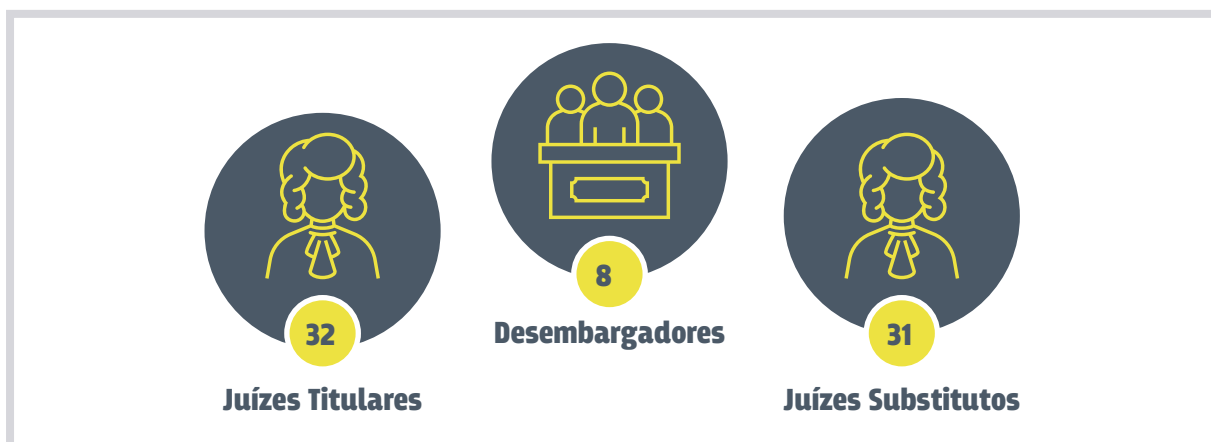 32
Juízes Titulares
8
Desembargadores
31
Juízes Substitutos